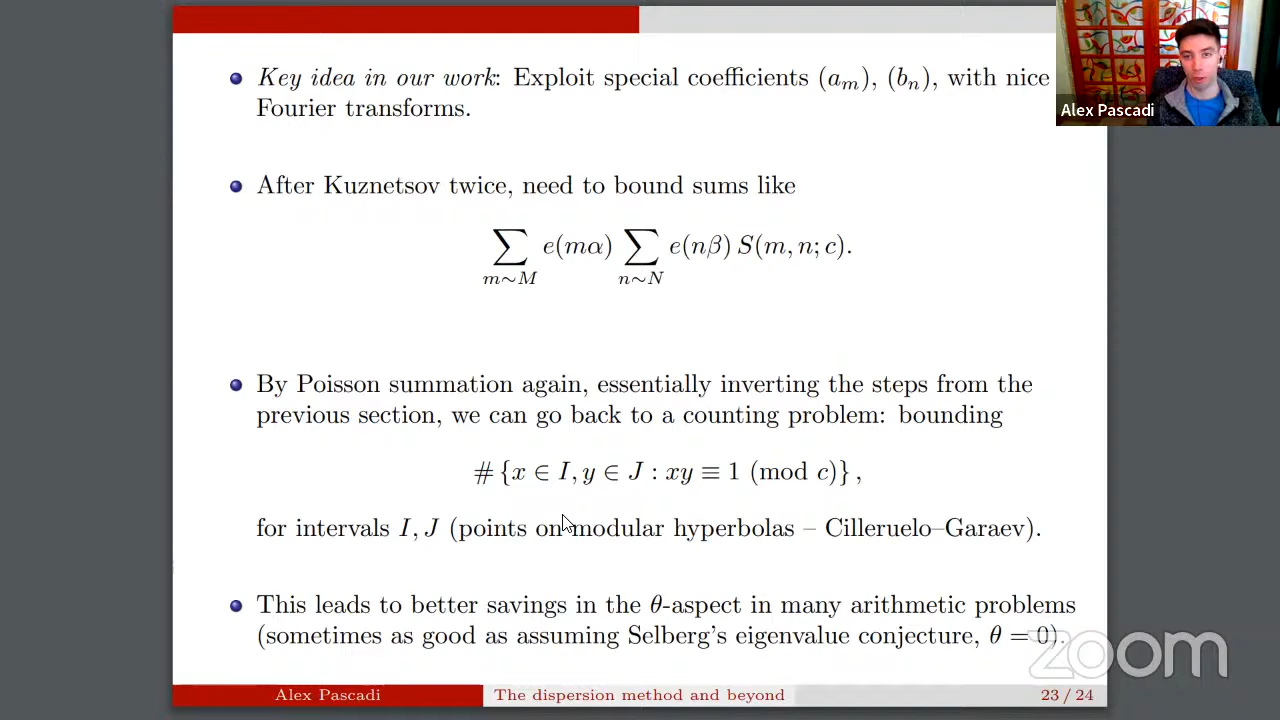 Key idea in our work: Exploit special coefficients (aₘ), (bₙ), with nice
Fourier transforms.
Alex Pascadi
After Kuznetsov twice, need to bound sums like
∑_{m∼M} e(mα) ∑_{n∼N} e(nβ) S(m, n; c).
By Poisson summation again, essentially inverting the steps from the
previous section, we can go back to a counting problem: bounding
# {x ∈ I, y ∈ J : xy ≡ 1 (mod c)} ,
for intervals I, J (points on modular hyperbolas – Cilleruelo–Garaev).
This leads to better savings in the θ-aspect in many arithmetic problems
(sometimes as good as assuming Selberg's eigenvalue conjecture, θ = 0).
zoom
Alex Pascadi
The dispersion method and beyond
23 / 24